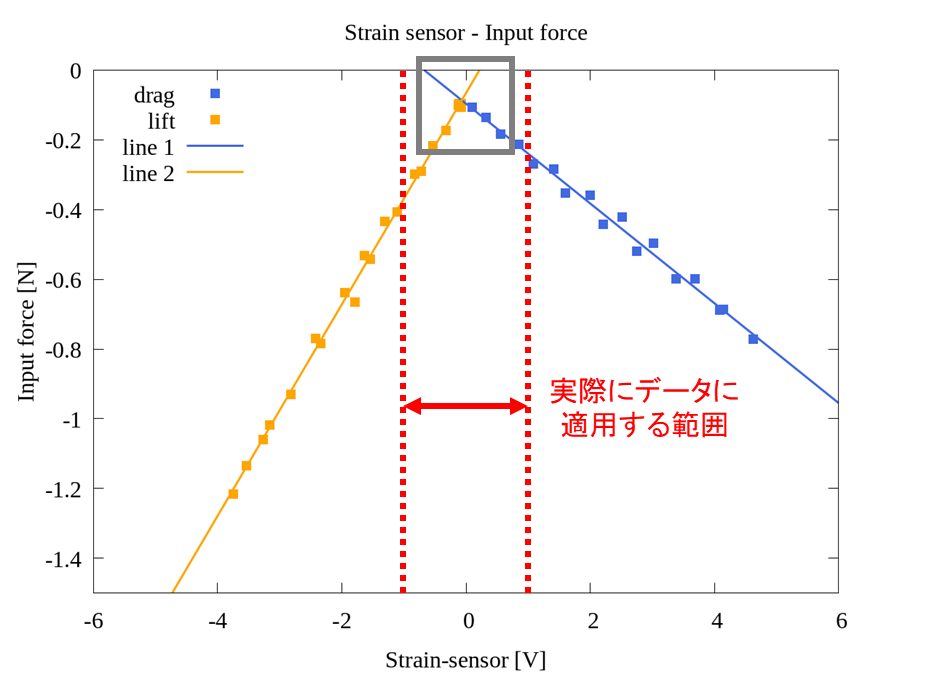 Strain sensor - Input force
drag
lift
line 1
line 2
0
-0.2
-0.4
-0.6
-0.8
-1
-1.2
-1.4
Input force [N]
実際にデータに
適用する範囲
-6
-4
-2
0
2
4
6
Strain-sensor [V]